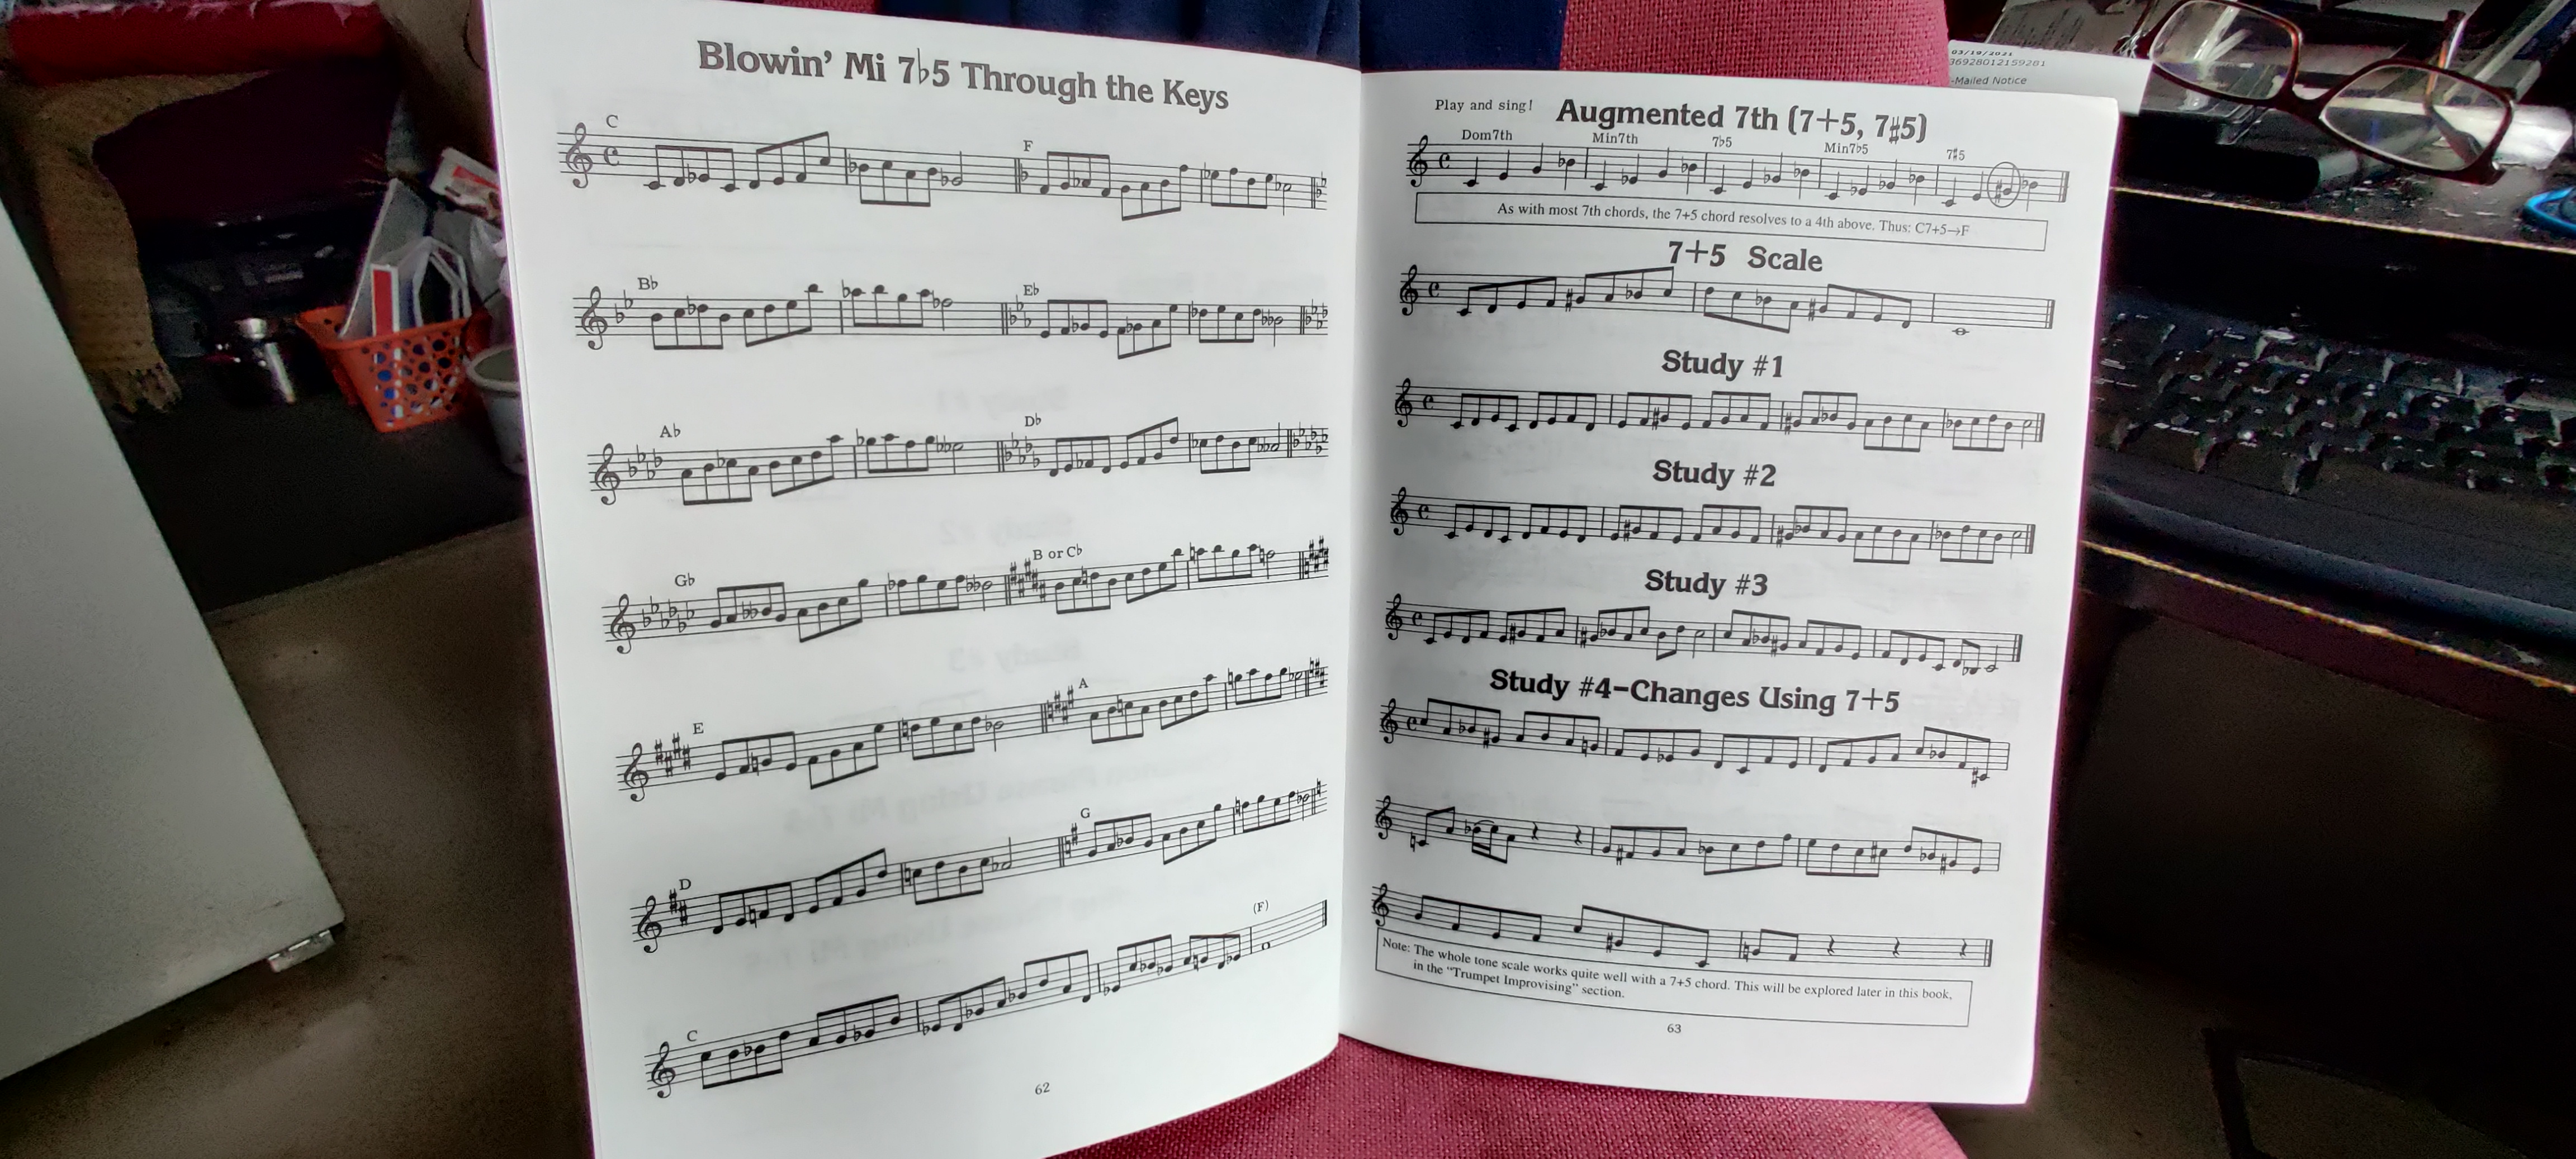 Blowin’ Mi 7♭5 Through the Keys
C
F
B♭
E♭
A♭
D♭
G♭
B or C♭
E
A
D
G
C
(F)
62
Play and sing!
Augmented 7th (7+5, 7♯5)
Dom7th
Min7th
7♭5
Min7♭5
7♯5
As with most 7th chords, the 7+5 chord resolves to a 4th above. Thus: C7+5→F
7+5 Scale
Study #1
Study #2
Study #3
Study #4–Changes Using 7+5
Note: The whole tone scale works quite well with a 7+5 chord. This will be explored later in this book,
in the “Trumpet Improvising” section.
63
03/19/2021
36928012159281
-Mailed Notice